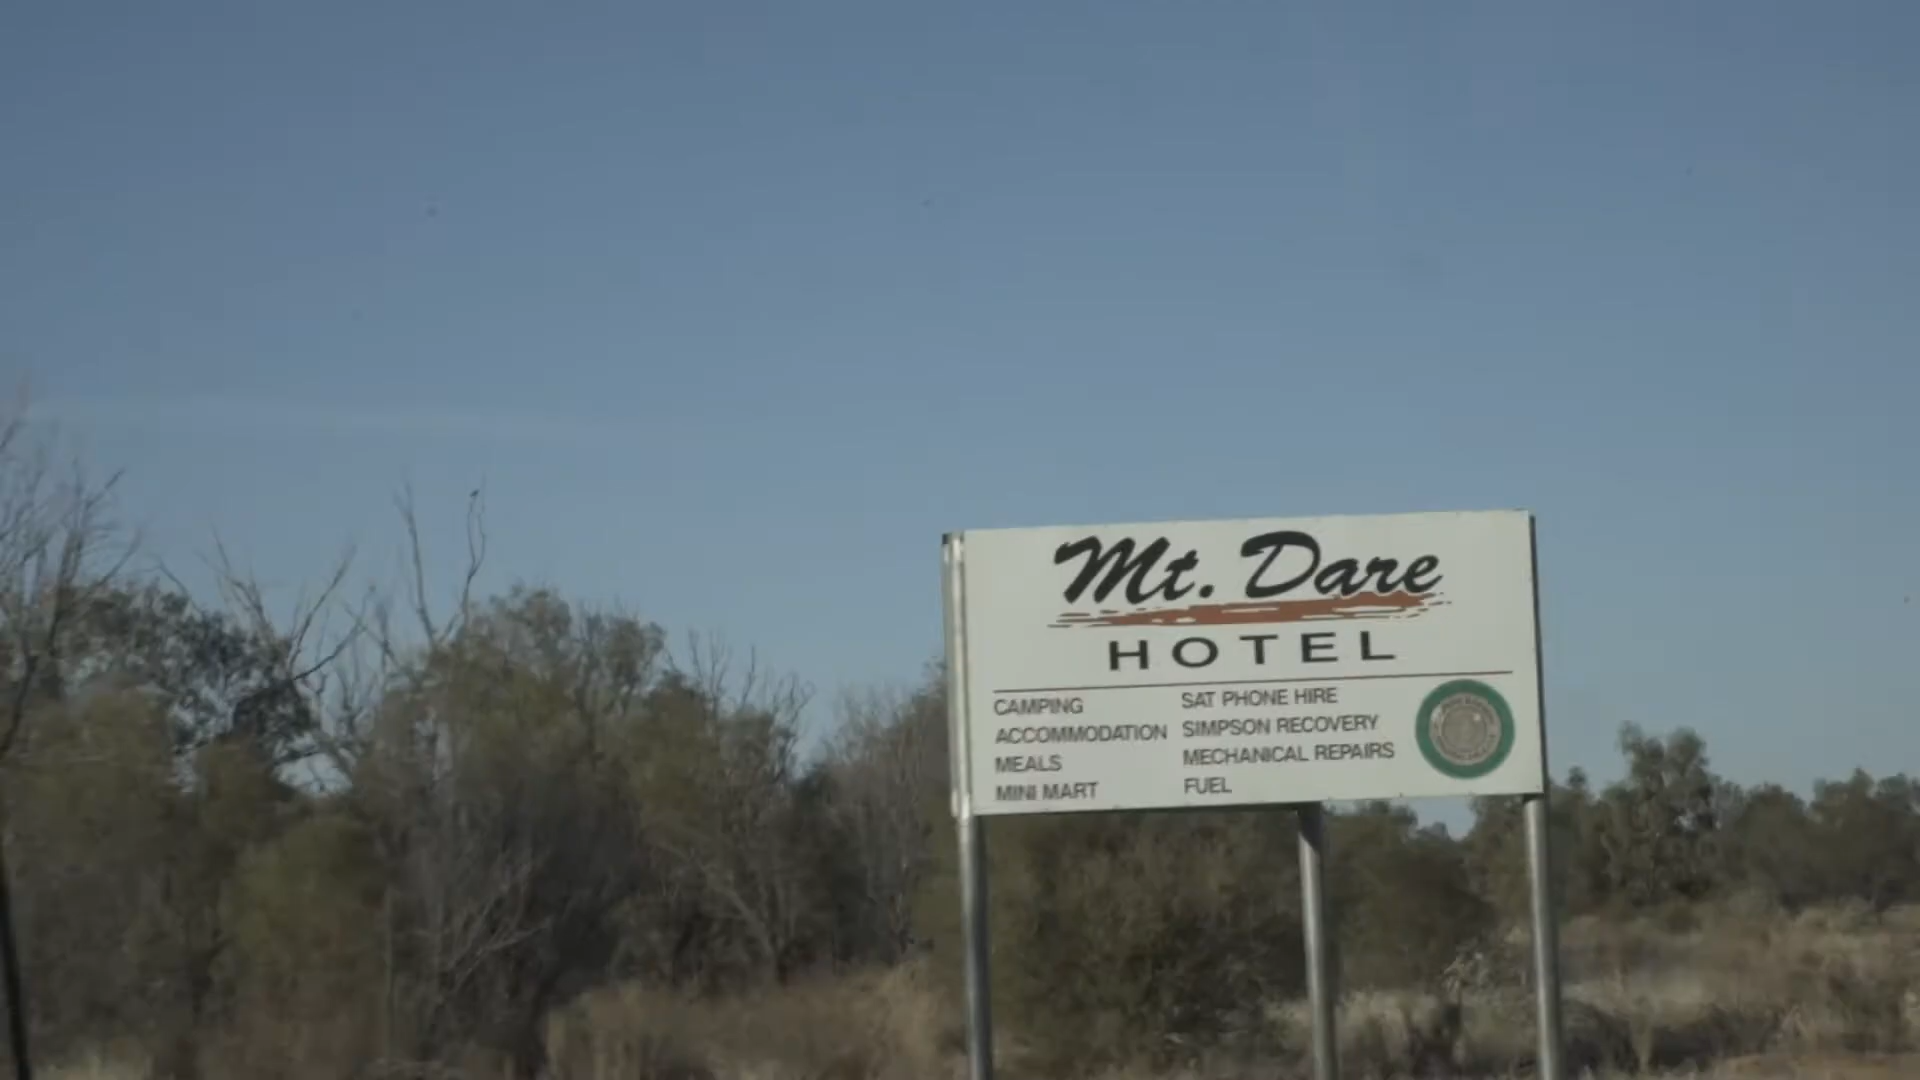 Mt. Dare
HOTEL
CAMPING
ACCOMMODATION
MEALS
MINI MART
SAT PHONE HIRE
SIMPSON RECOVERY
MECHANICAL REPAIRS
FUEL